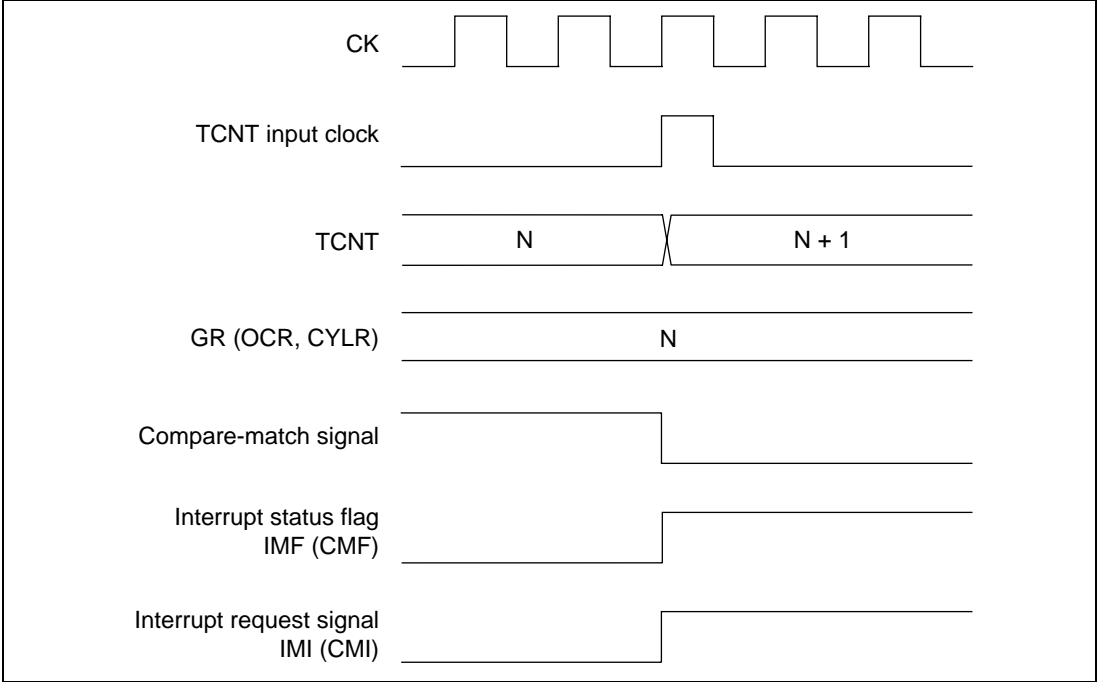 CK
TCNT input clock
TCNT
N
N + 1
GR (OCR, CYLR)
N
Compare-match signal
Interrupt status flag
IMF (CMF)
Interrupt request signal
IMI (CMI)